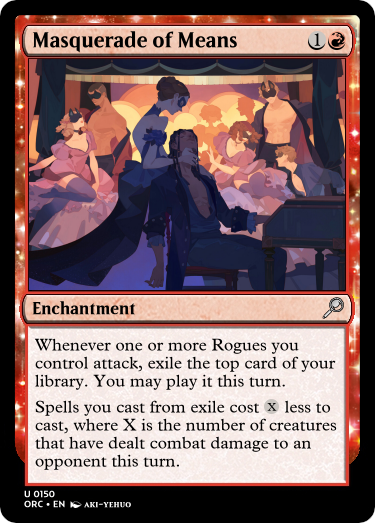 Masquerade of Means 1
Enchantment
Whenever one or more Rogues you
control attack, exile the top card of your
library. You may play it this turn.
Spells you cast from exile cost X less to
cast, where X is the number of creatures
that have dealt combat damage to an
opponent this turn.
U 0150
ORC • EN AKI-YEHUO